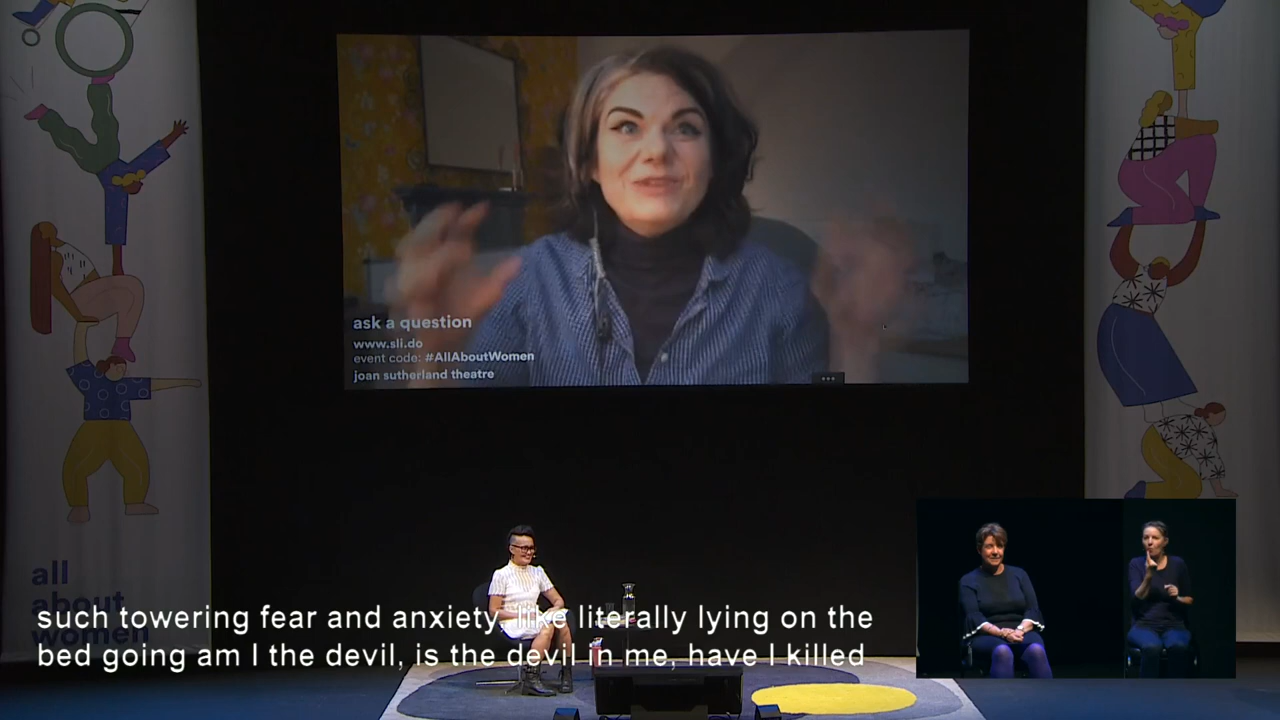 ask a question
www.sli.do
event code: #AllAboutWomen
joan sutherland theatre
all
about
women
such towering fear and anxiety, like literally lying on the
bed going am I the devil, is the devil in me, have I killed